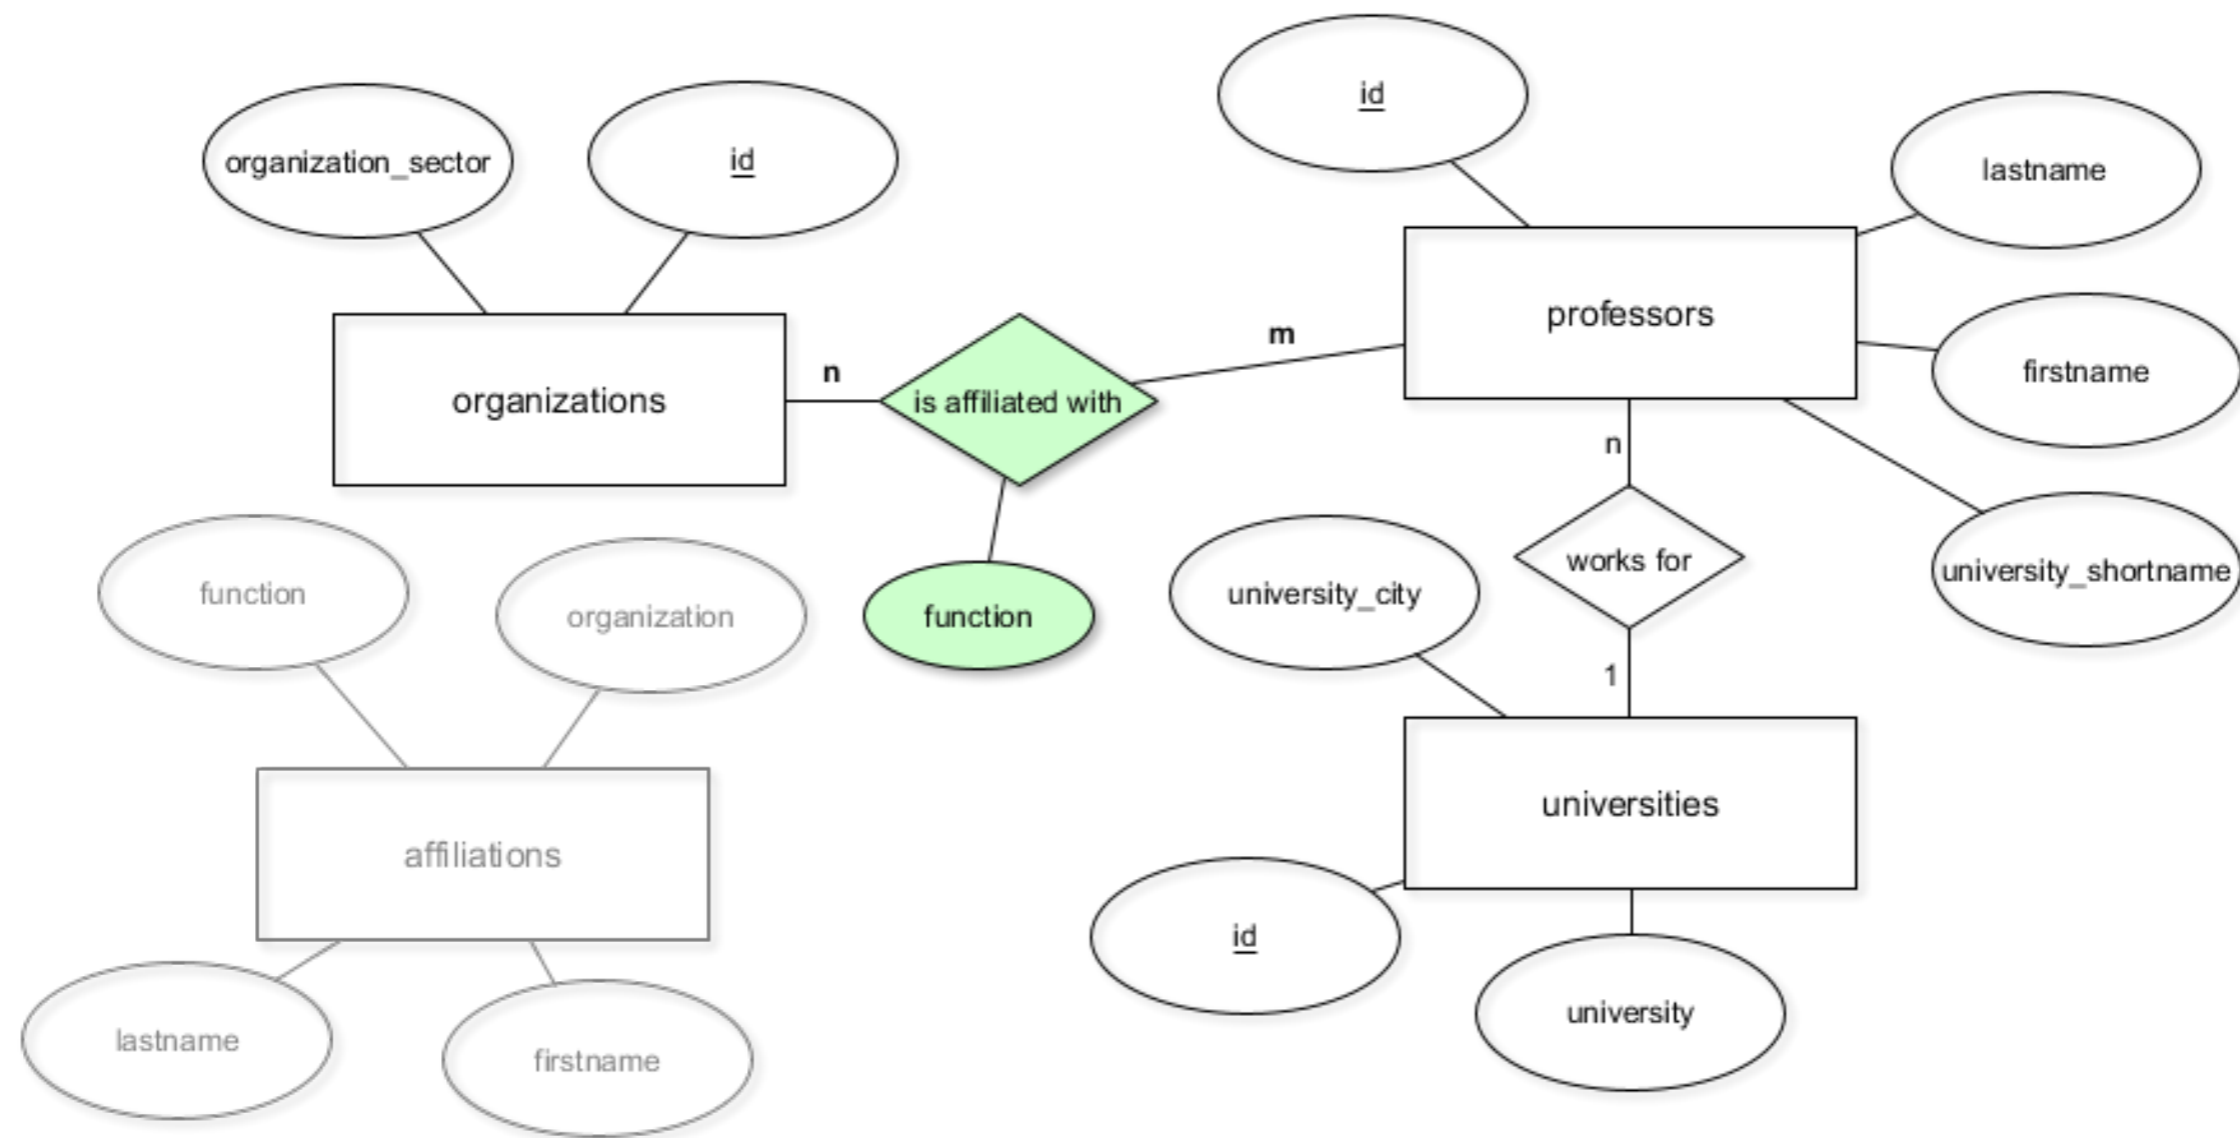 id
organization_sector
id
lastname
professors
m
n
organizations
is affiliated with
firstname
n
works for
university_shortname
function
organization
function
university_city
1
universities
affiliations
id
university
lastname
firstname